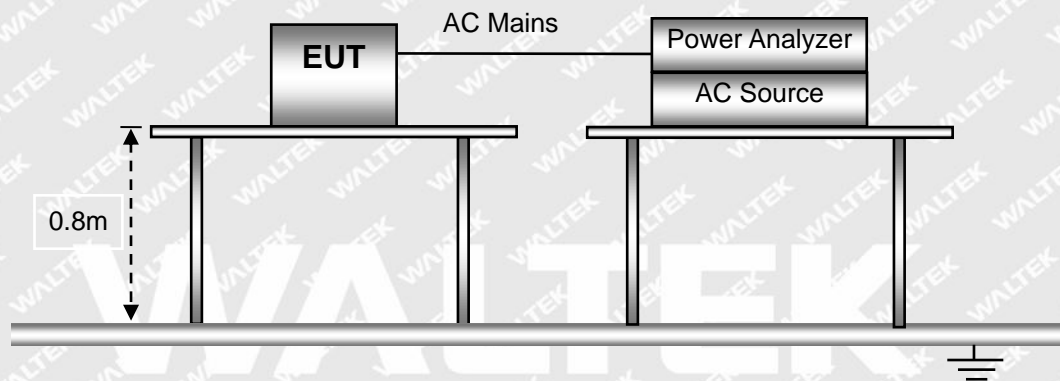 AC Mains
EUT
Power Analyzer
AC Source
0.8m
WALTEK